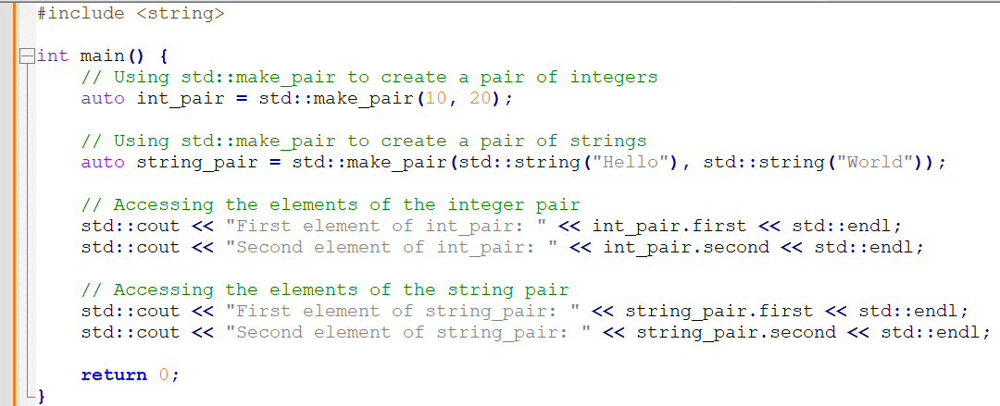 #include <string>
int main() {
// Using std::make_pair to create a pair of integers
auto int_pair = std::make_pair(10, 20);
// Using std::make_pair to create a pair of strings
auto string_pair = std::make_pair(std::string("Hello"), std::string("World"));
// Accessing the elements of the integer pair
std::cout << "First element of int_pair: " << int_pair.first << std::endl;
std::cout << "Second element of int_pair: " << int_pair.second << std::endl;
// Accessing the elements of the string pair
std::cout << "First element of string_pair: " << string_pair.first << std::endl;
std::cout << "Second element of string_pair: " << string_pair.second << std::endl;
return 0;
}